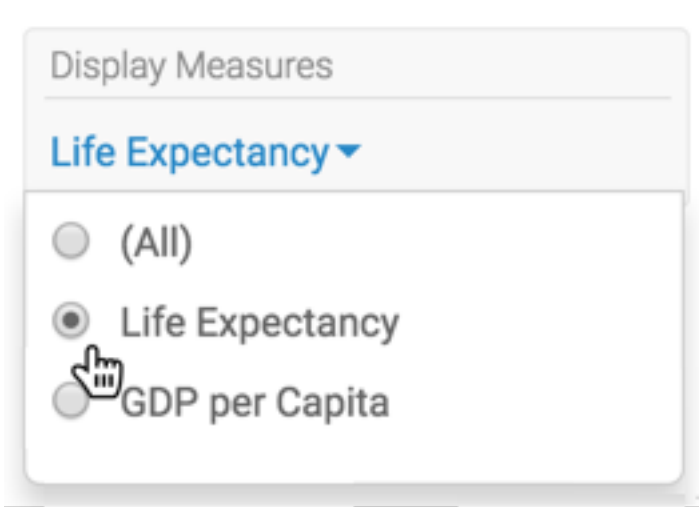 Display Measures
Life Expectancy
(All)
Life Expectancy
GDP per Capita